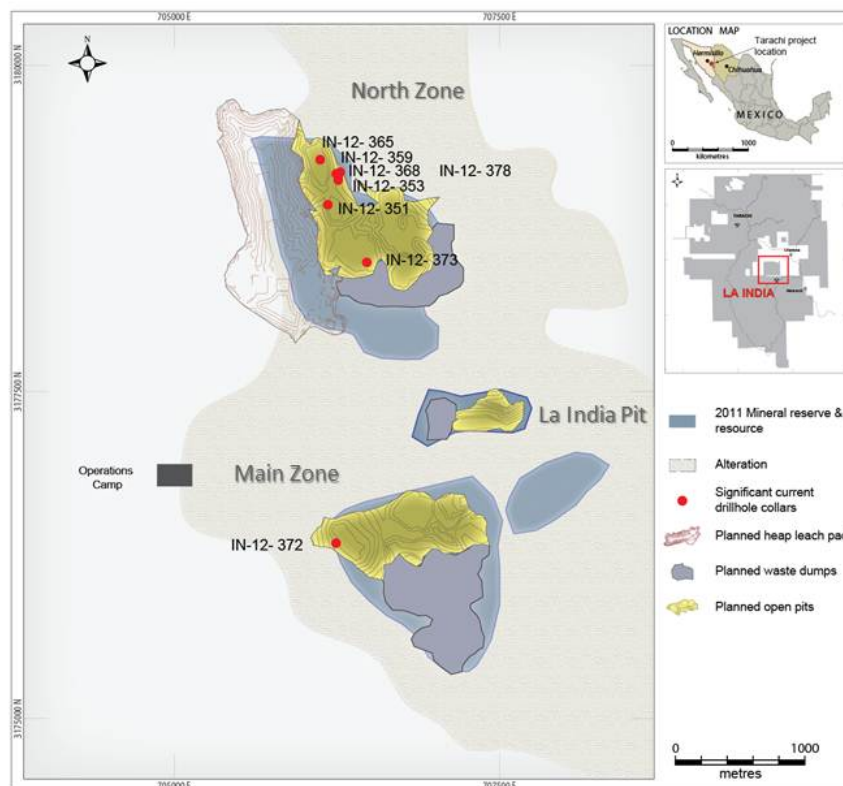 705000 E
707500 E
3180000 N
3177500 N
3175000 N
N
North Zone
IN-12- 365
IN-12- 359
IN-12- 368
IN-12- 378
IN-12- 353
IN-12- 351
IN-12- 373
La India Pit
Operations
Camp
Main Zone
IN-12- 372
705000 E
707500 E
LOCATION MAP
Tarachi project
location
Hermosillo
Chihuahua
MEXICO
0 1000
kilometres
LA INDIA
2011 Mineral reserve &
resource
Alteration
Significant current
drillhole collars
Planned heap leach pad
Planned waste dumps
Planned open pits
0 1000
metres